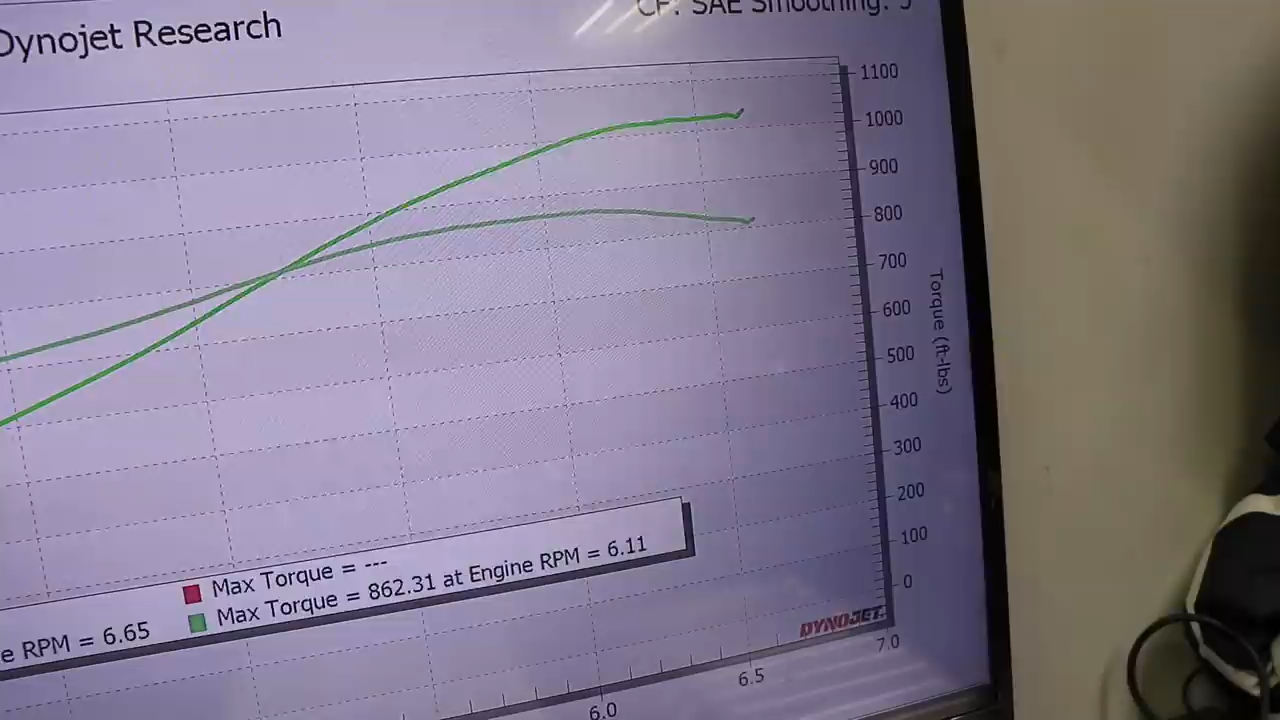 Dynojet Research
CF: SAE Smoothing: 5
1100
1000
900
800
700
600
500
400
300
200
100
0
Torque (ft-lbs)
Max Torque = ---
e RPM = 6.65
Max Torque = 862.31 at Engine RPM = 6.11
DYNOJET
6.0
6.5
7.0